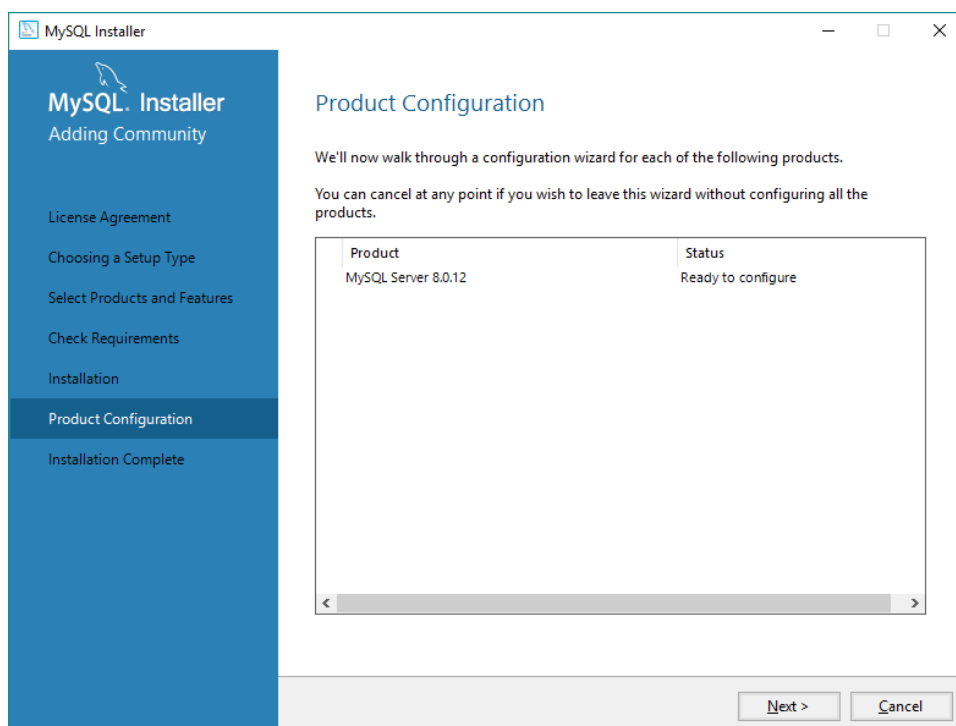 MySQL Installer
MySQL. Installer
Adding Community
License Agreement
Choosing a Setup Type
Select Products and Features
Check Requirements
Installation
Product Configuration
Installation Complete
Product Configuration
We'll now walk through a configuration wizard for each of the following products.
You can cancel at any point if you wish to leave this wizard without configuring all the
products.
Product Status
MySQL Server 8.0.12 Ready to configure
Next > Cancel